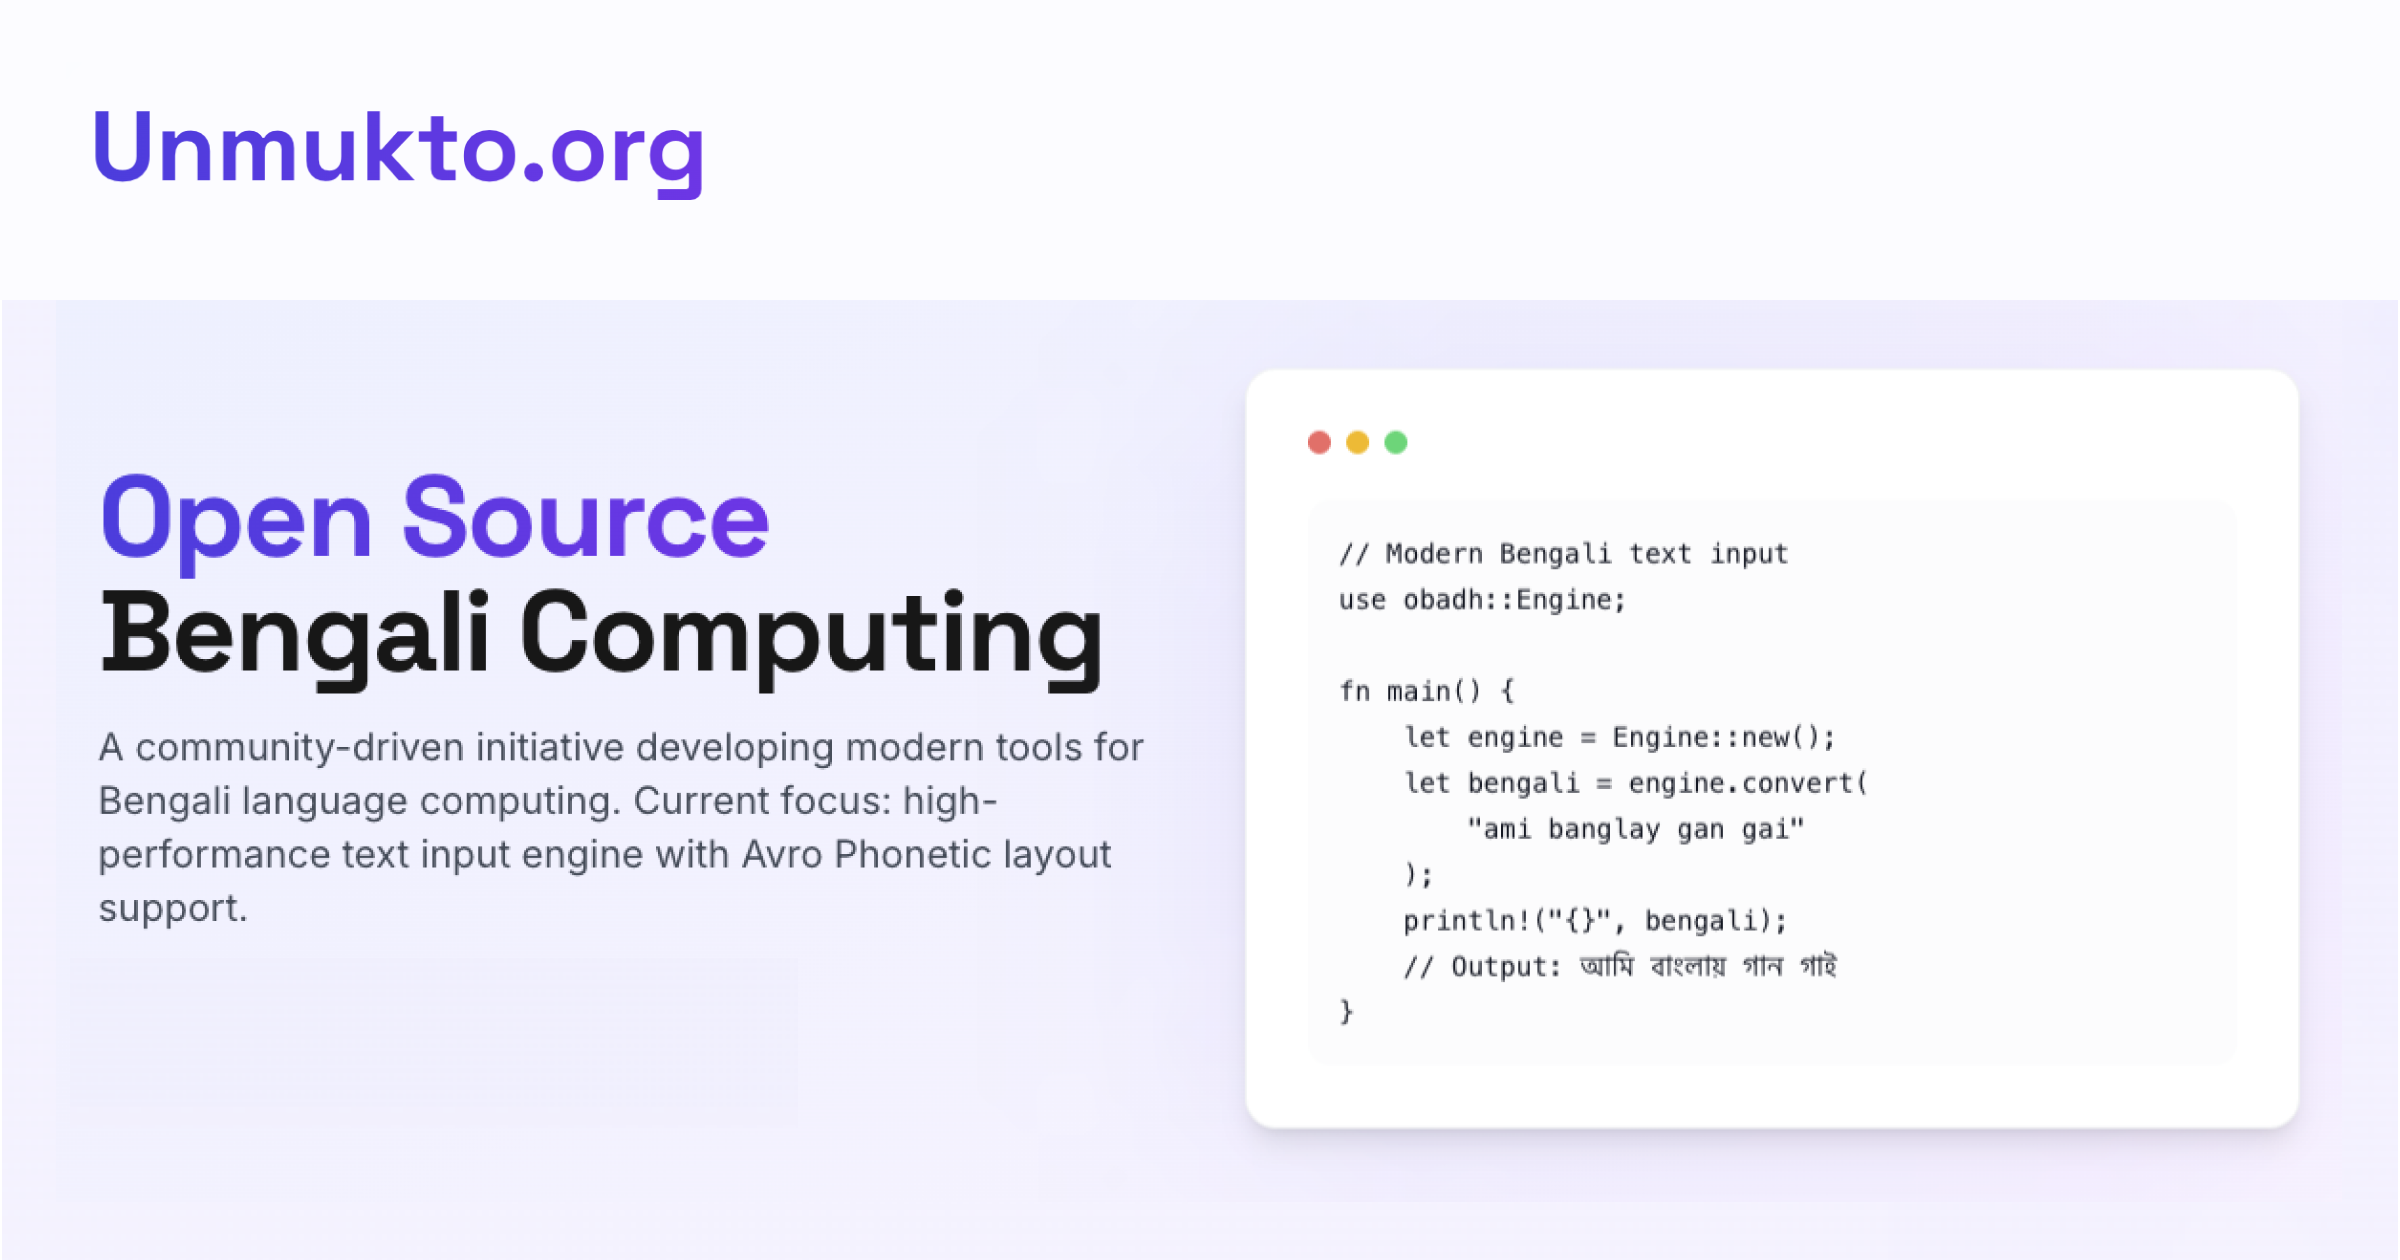 Unmukto.org
Open Source
Bengali Computing
A community-driven initiative developing modern tools for
Bengali language computing. Current focus: high-
performance text input engine with Avro Phonetic layout
support.
// Modern Bengali text input
use obadh::Engine;
fn main() {
    let engine = Engine::new();
    let bengali = engine.convert(
        "ami banglay gan gai"
    );
    println!("{}", bengali);
    // Output: আমি বাংলায় গান গাই
}